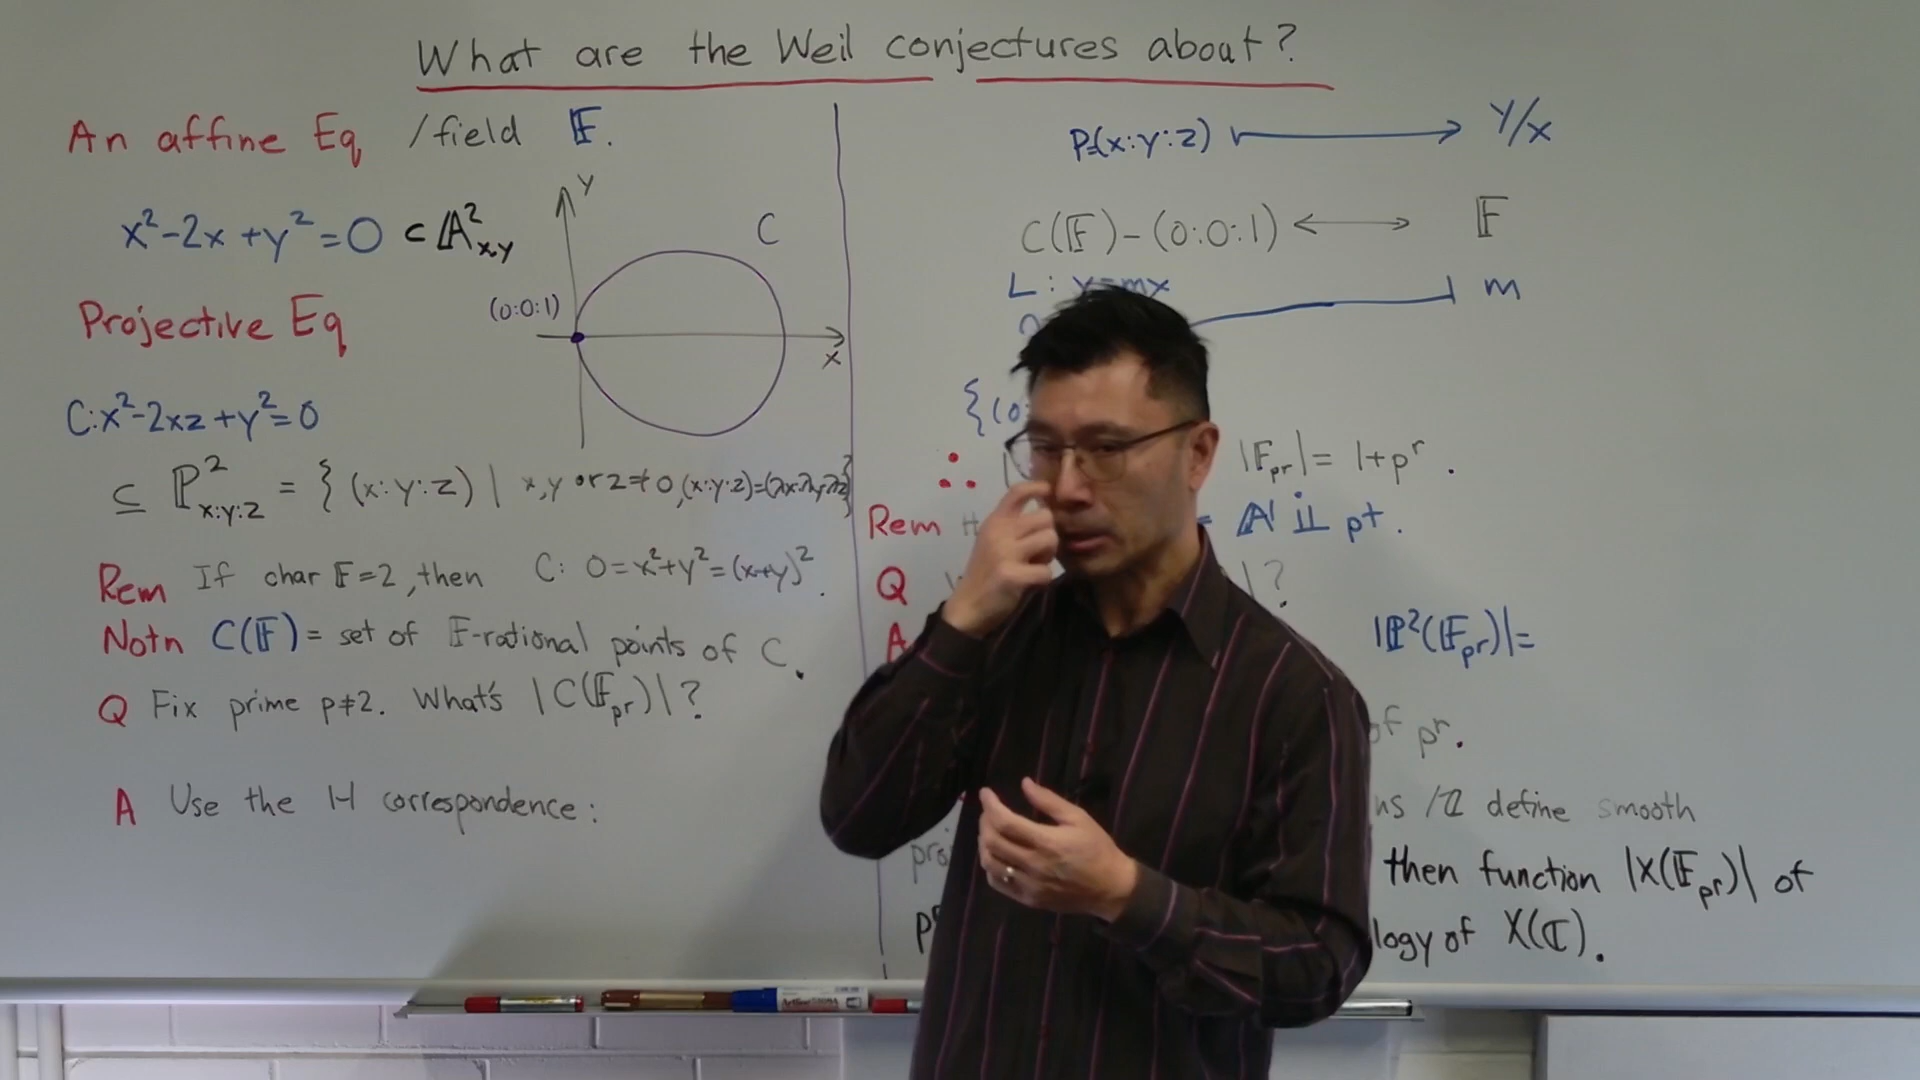 What are the Weil conjectures about?
An affine Eq /field 𝔽.
x²-2x+y²=0 ⊂ 𝔸²x,y
y
C
(0:0:1)
x
Projective Eq
C: x²-2xz+y²=0
⊆ ℙ²x:y:z = { (x:y:z) | x, y or z ≠ 0, (x:y:z)=(λx:λy:λz)}
Rem If char 𝔽=2, then C: 0=x²+y²=(x+y)².
Notn C(𝔽) = set of 𝔽-rational points of C.
Q Fix prime p≠2. What's |C(𝔽pʳ)|?
A Use the 1-1 correspondence:
P=(x:y:z) ↦ y/x
C(𝔽) - (0:0:1) ↔ 𝔽
L: y=mx m
{(0:
∴ | |𝔽pʳ| = 1+pʳ.
Rem = 𝔸¹ ⨿ pt.
Q |?
A |ℙ²(𝔽pʳ)|=
of pʳ.
/ℤ define smooth
then function |X(𝔽pʳ)| of
logy of X(ℂ).